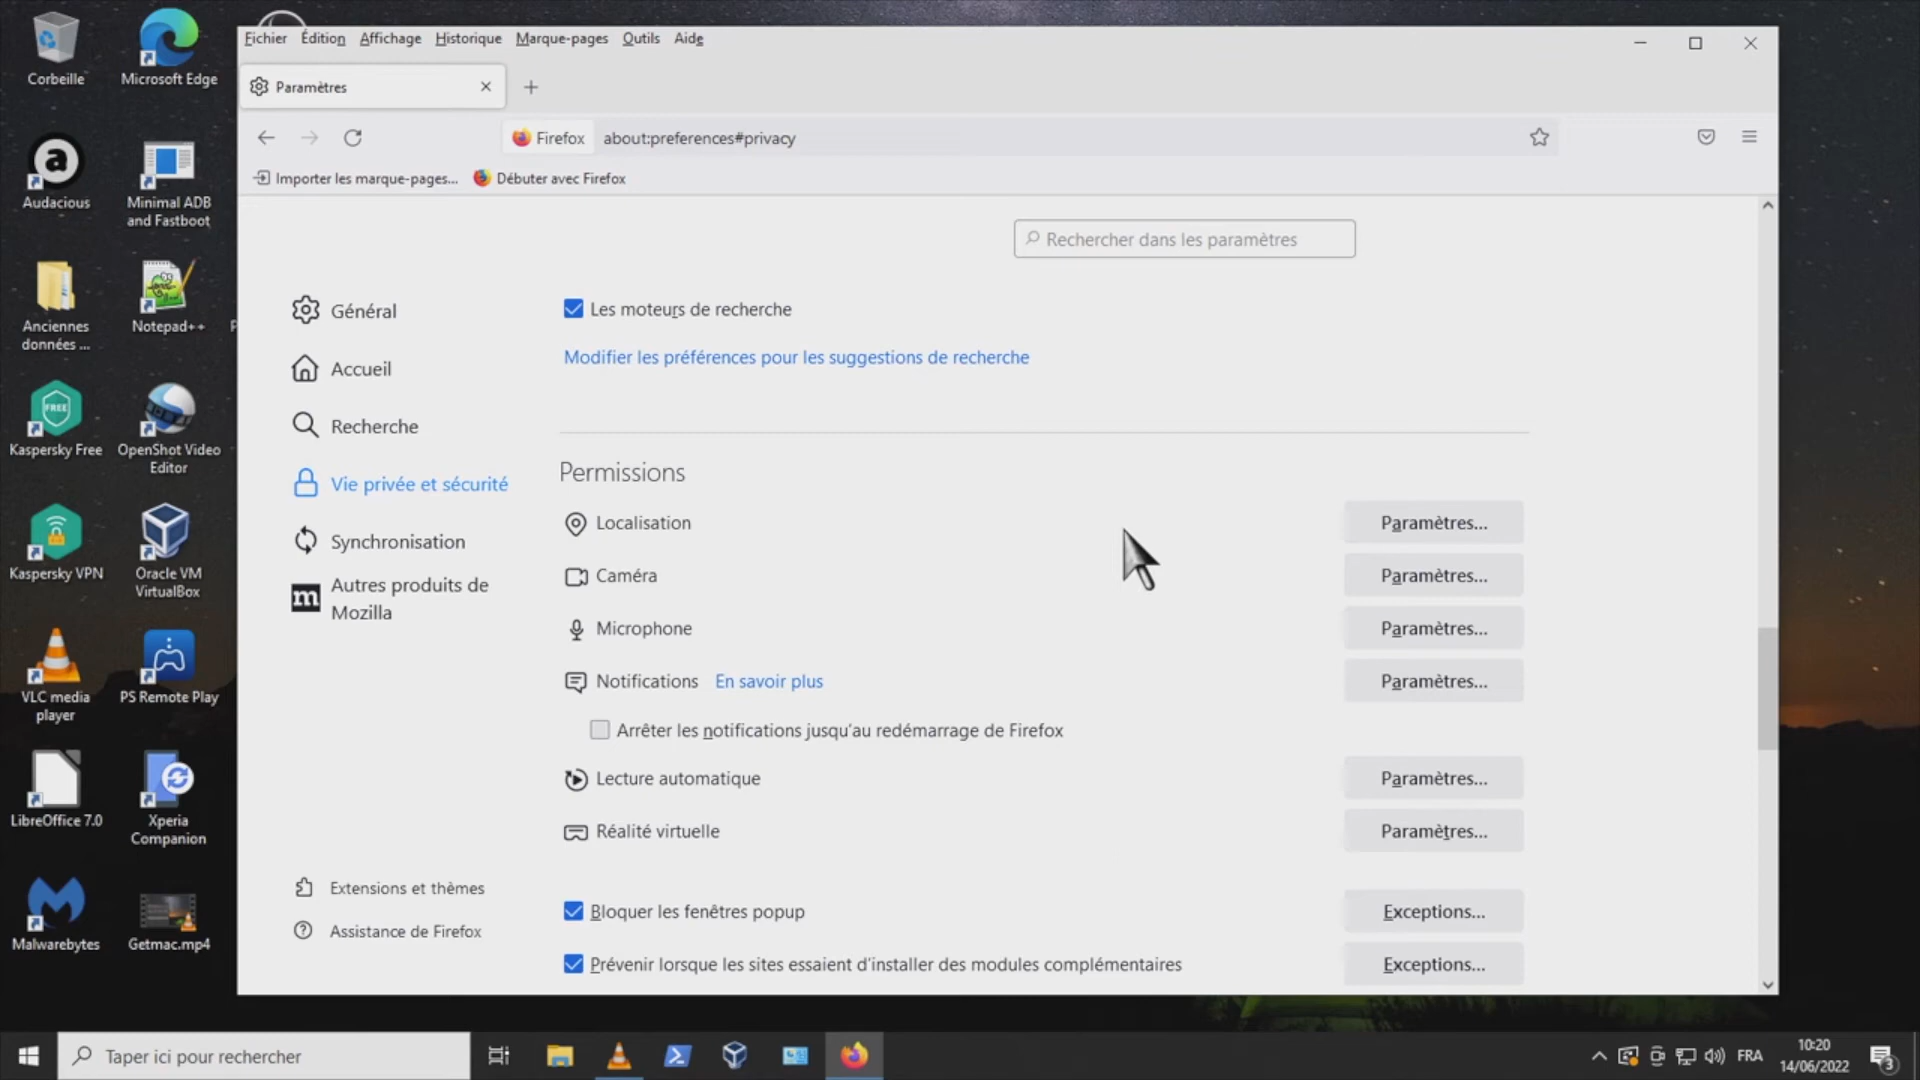 Corbeille
Microsoft Edge
Audacious
Minimal ADB
and Fastboot
Anciennes
données ...
Notepad++
Kaspersky Free
OpenShot Video
Editor
Kaspersky VPN
Oracle VM
VirtualBox
VLC media
player
PS Remote Play
LibreOffice 7.0
Xperia
Companion
Malwarebytes
Getmac.mp4
Fichier Édition Affichage Historique Marque-pages Outils Aide
Paramètres
Firefox about:preferences#privacy
Importer les marque-pages... Débuter avec Firefox
Rechercher dans les paramètres
Général
Accueil
Recherche
Vie privée et sécurité
Synchronisation
Autres produits de
Mozilla
Extensions et thèmes
Assistance de Firefox
Les moteurs de recherche
Modifier les préférences pour les suggestions de recherche
Permissions
Localisation Paramètres...
Caméra Paramètres...
Microphone Paramètres...
Notifications En savoir plus Paramètres...
Arrêter les notifications jusqu'au redémarrage de Firefox
Lecture automatique Paramètres...
Réalité virtuelle Paramètres...
Bloquer les fenêtres popup Exceptions...
Prévenir lorsque les sites essaient d'installer des modules complémentaires Exceptions...
Taper ici pour rechercher
FRA
10:20
14/06/2022
3